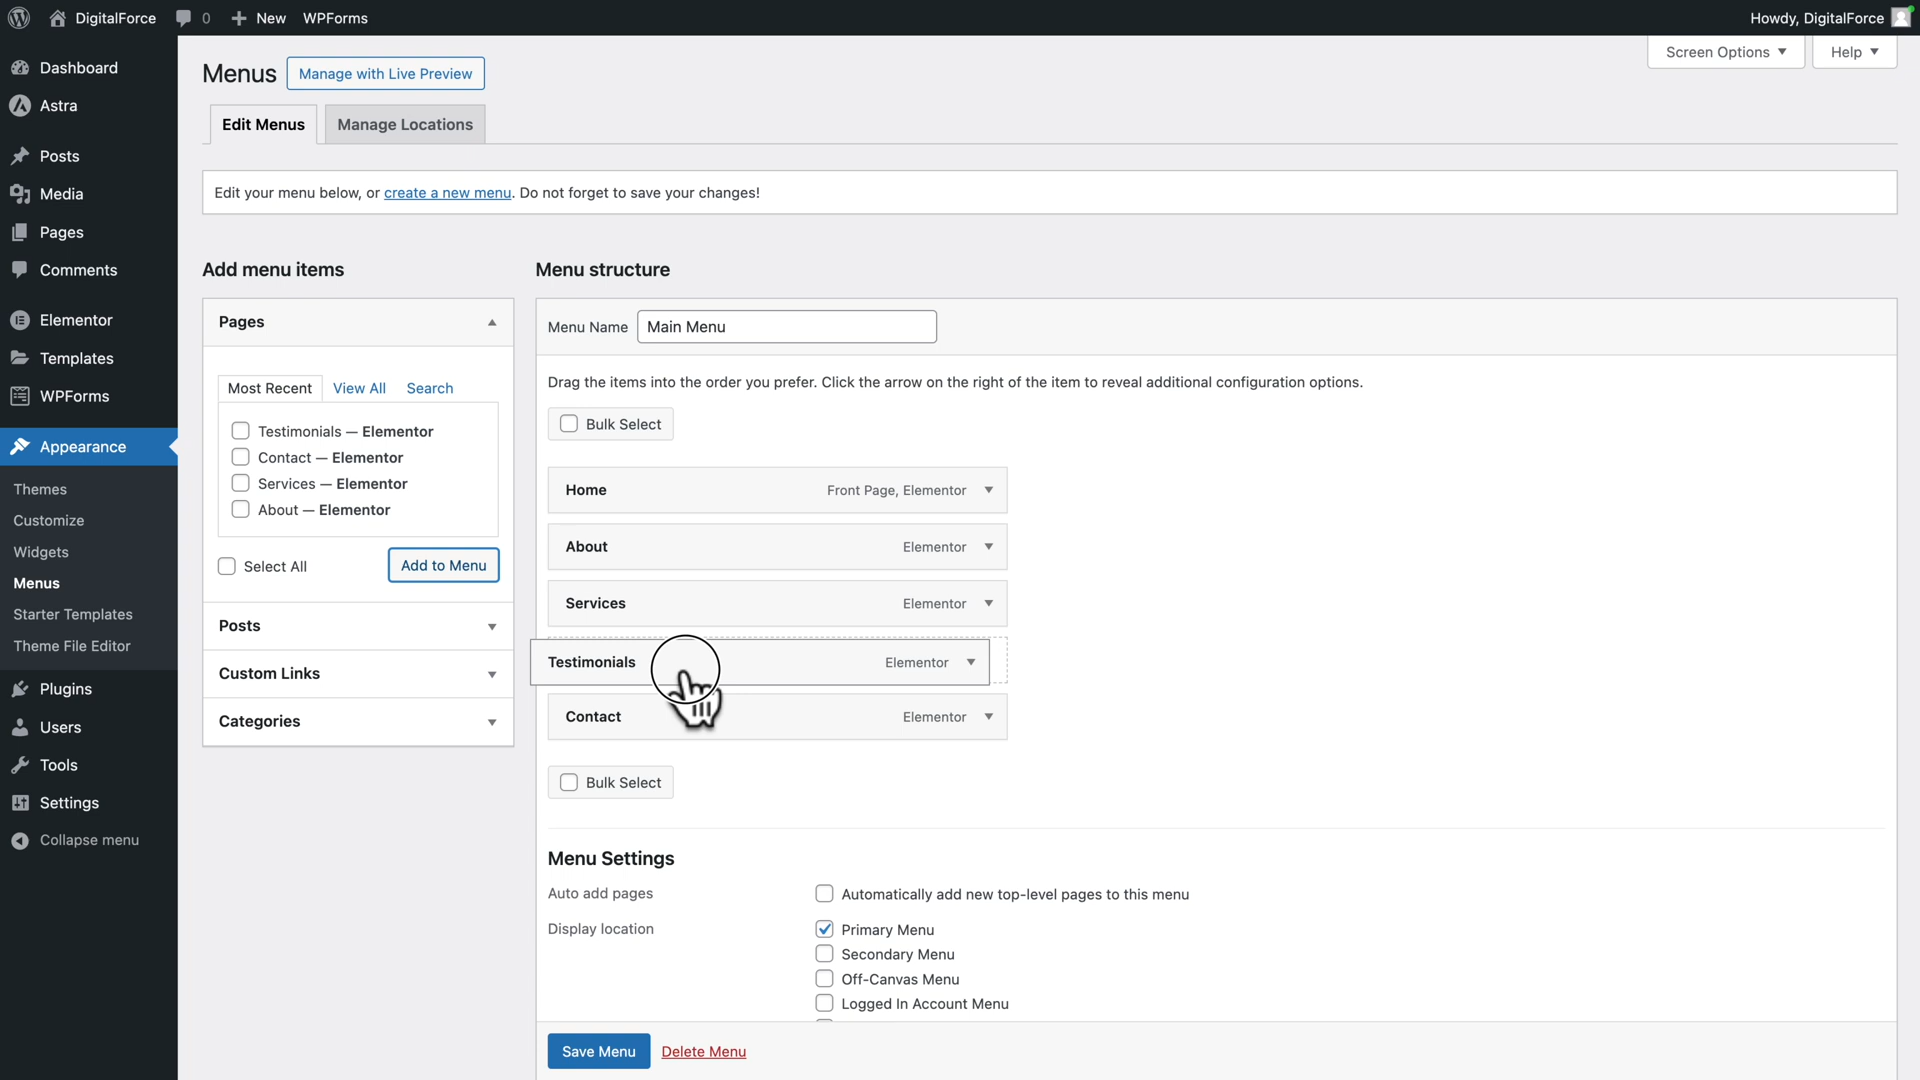 DigitalForce 0 New WPForms Howdy, DigitalForce
Screen Options Help
Dashboard
Astra
Posts
Media
Pages
Comments
Elementor
Templates
WPForms
Appearance
Themes
Customize
Widgets
Menus
Starter Templates
Theme File Editor
Plugins
Users
Tools
Settings
Collapse menu
Menus Manage with Live Preview
Edit Menus Manage Locations
Edit your menu below, or create a new menu. Do not forget to save your changes!
Add menu items
Pages
Most Recent View All Search
Testimonials — Elementor
Contact — Elementor
Services — Elementor
About — Elementor
Select All Add to Menu
Posts
Custom Links
Categories
Menu structure
Menu Name Main Menu
Drag the items into the order you prefer. Click the arrow on the right of the item to reveal additional configuration options.
Bulk Select
Home Front Page, Elementor
About Elementor
Services Elementor
Testimonials Elementor
Contact Elementor
Bulk Select
Menu Settings
Auto add pages Automatically add new top-level pages to this menu
Display location Primary Menu
Secondary Menu
Off-Canvas Menu
Logged In Account Menu
Save Menu Delete Menu